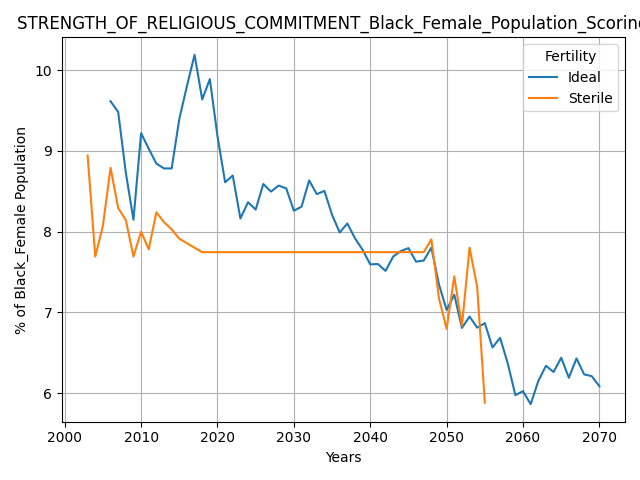 STRENGTH_OF_RELIGIOUS_COMMITMENT_Black_Female_Population_Scorin
Fertility
Ideal
Sterile
% of Black_Female Population
10
9
8
7
6
2000 2010 2020 2030 2040 2050 2060 2070
Years